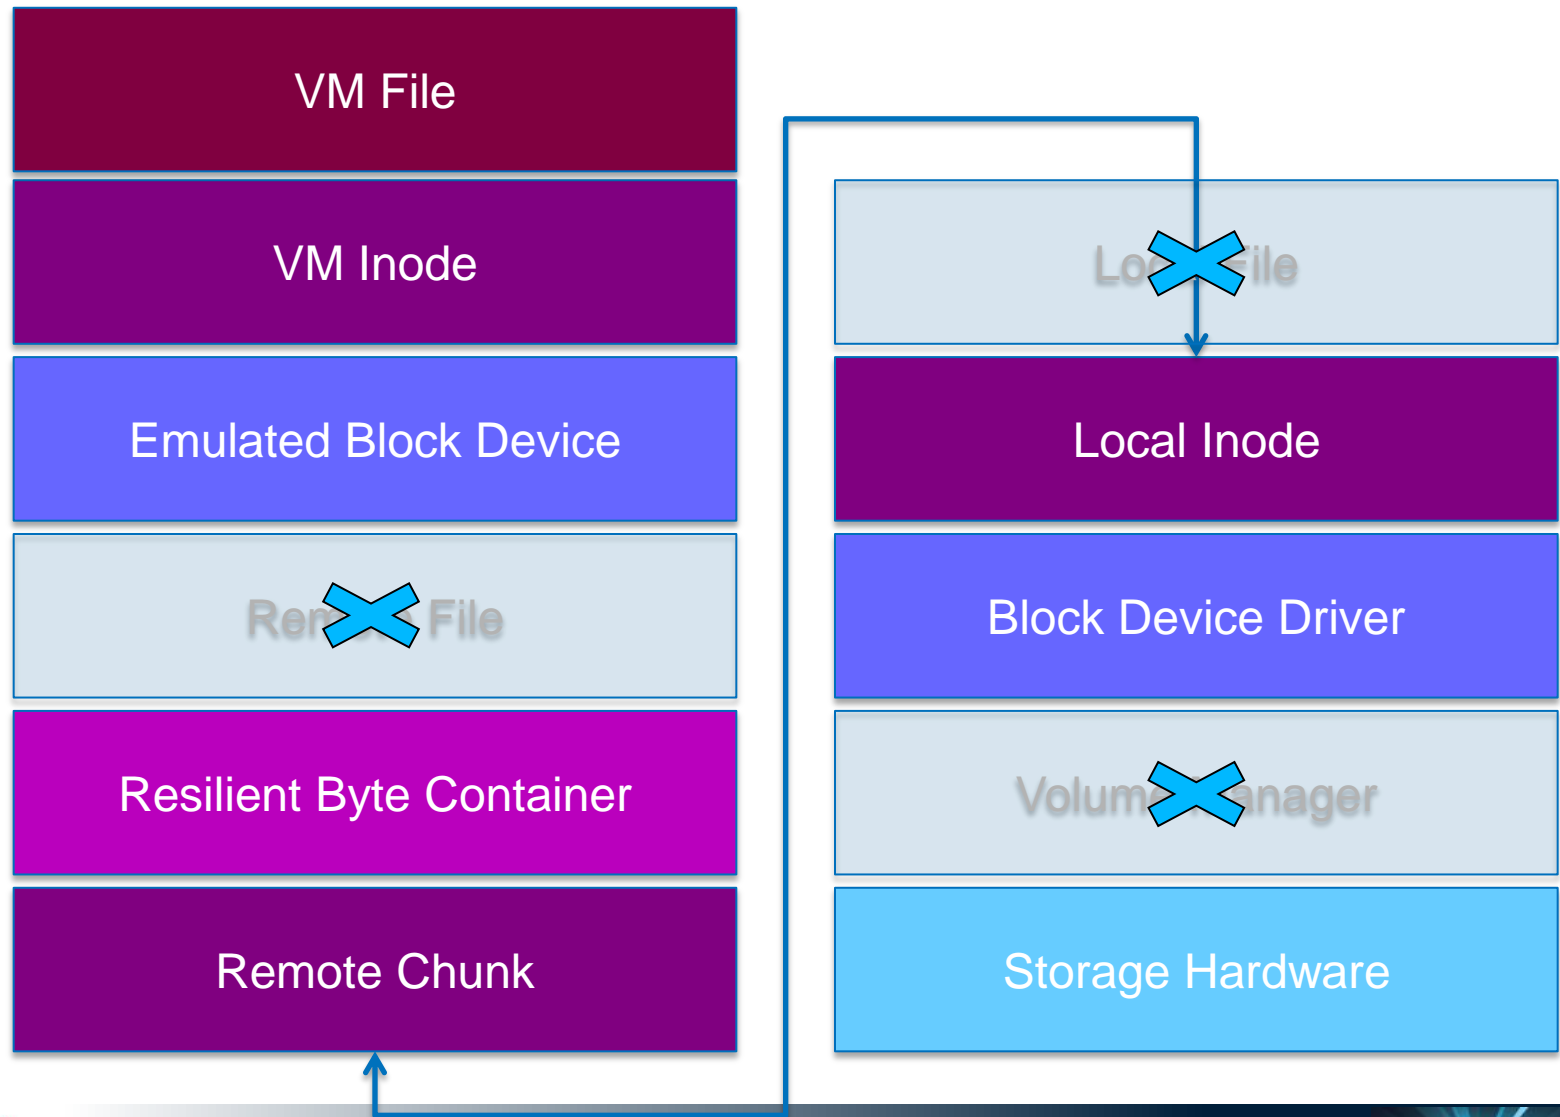 VM File
VM Inode
Emulated Block Device
File
Resilient Byte Container
Remote Chunk
Local Inode
Block Device Driver
Storage Hardware